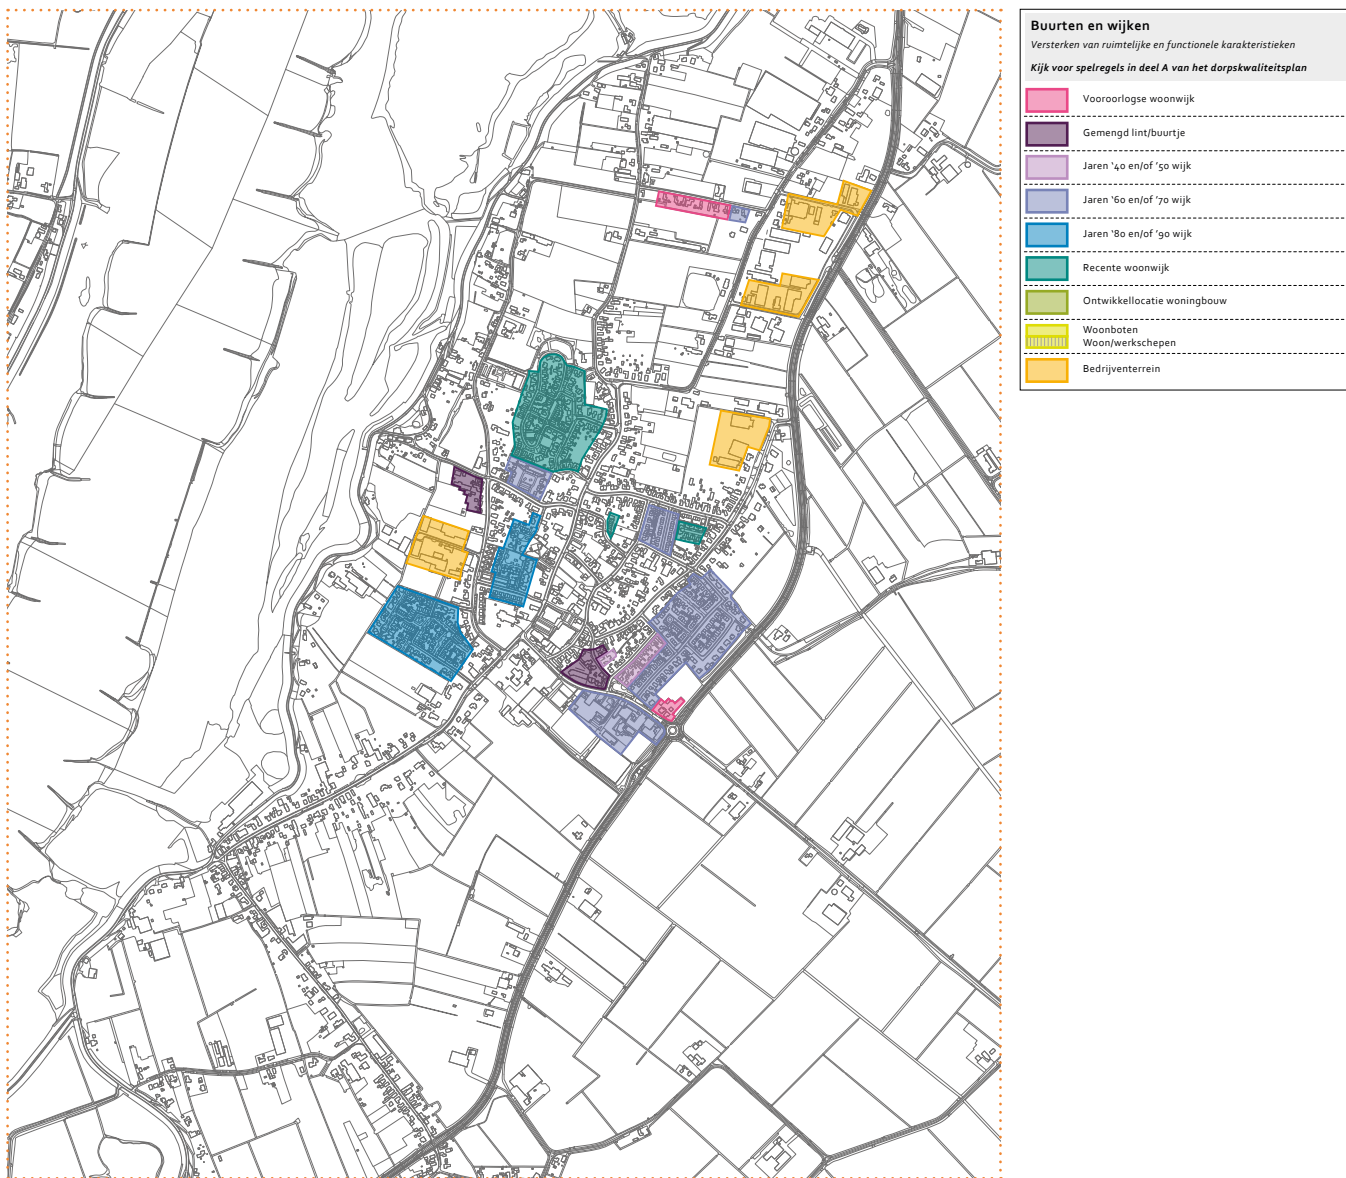 Buurten en wijken
Versterken van ruimtelijke en functionele karakteristieken
Kijk voor spelregels in deel A van het dorpskwaliteitsplan
Vooroorlogse woonwijk
Gemengd lint/buurtje
Jaren ‘40 en/of ’50 wijk
Jaren ‘60 en/of ’70 wijk
Jaren ‘80 en/of ’90 wijk
Recente woonwijk
Ontwikkellocatie woningbouw
Woonboten
Woon/werkschepen
Bedrijventerrein